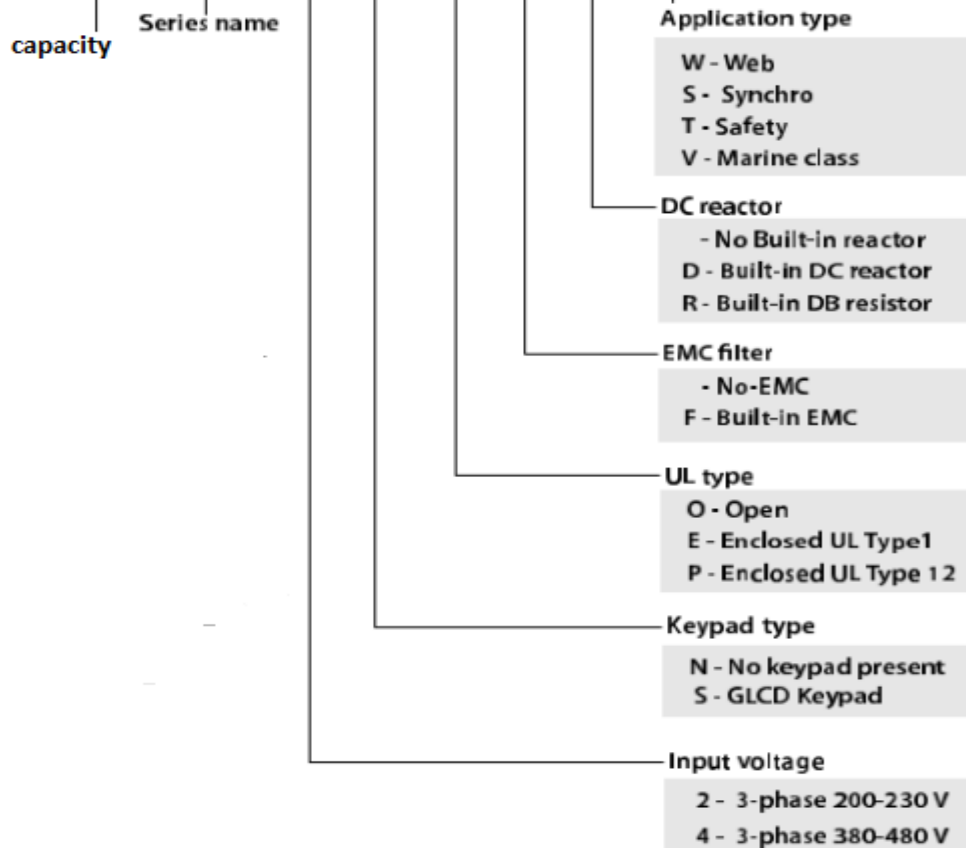 capacity
Series name
Application type
W - Web
S - Synchro
T - Safety
V - Marine class
DC reactor
- No Built-in reactor
D - Built-in DC reactor
R - Built-in DB resistor
EMC filter
- No-EMC
F - Built-in EMC
UL type
O - Open
E - Enclosed UL Type1
P - Enclosed UL Type 12
Keypad type
N - No keypad present
S - GLCD Keypad
Input voltage
2 - 3-phase 200-230 V
4 - 3-phase 380-480 V